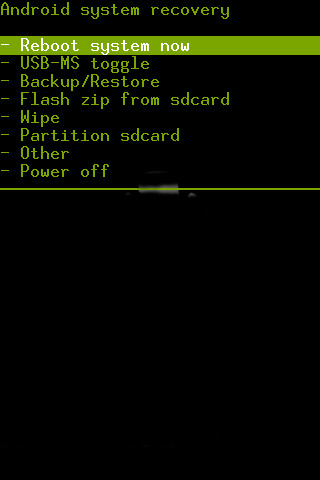 Android system recovery
- Reboot system now
- USB-MS toggle
- Backup/Restore
- Flash zip from sdcard
- Wipe
- Partition sdcard
- Other
- Power off